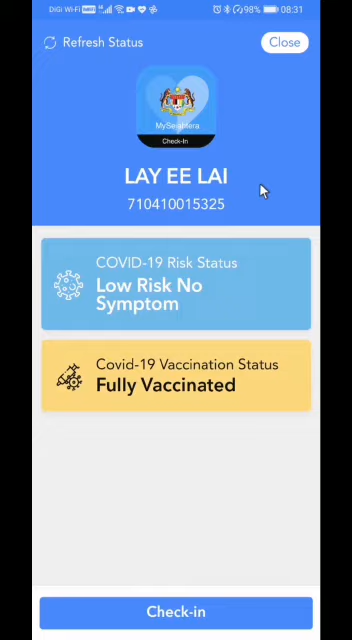 DiGi Wi-Fi
98%
08:31
Refresh Status
Close
MySejahtera
Check-In
LAY EE LAI
710410015325
COVID-19 Risk Status
Low Risk No
Symptom
Covid-19 Vaccination Status
Fully Vaccinated
Check-in